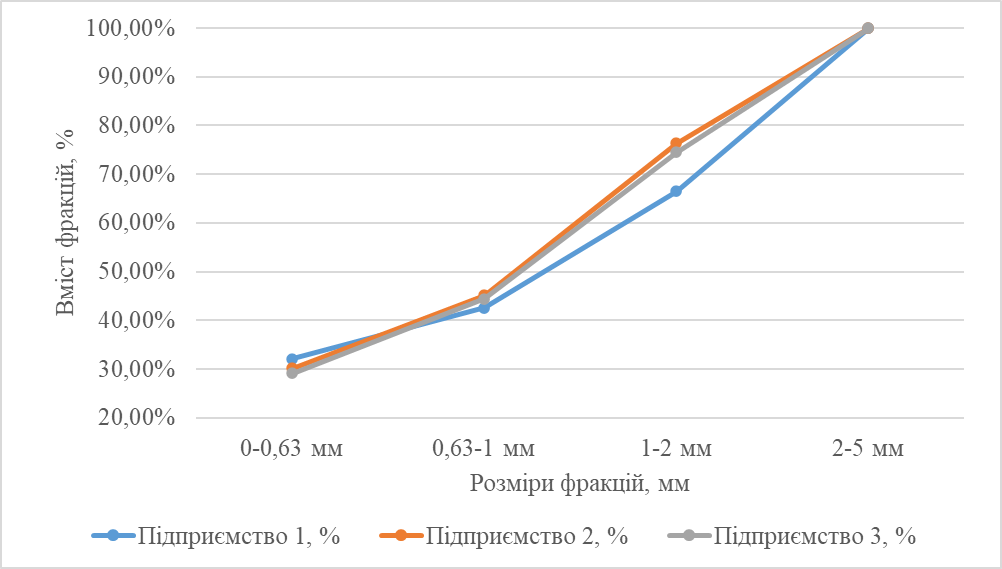 100,00%
90,00%
80,00%
70,00%
60,00%
50,00%
40,00%
30,00%
20,00%
Вміст фракцій, %
0-0,63 мм 0,63-1 мм 1-2 мм 2-5 мм
Розміри фракцій, мм
Підприємство 1, % Підприємство 2, % Підприємство 3, %